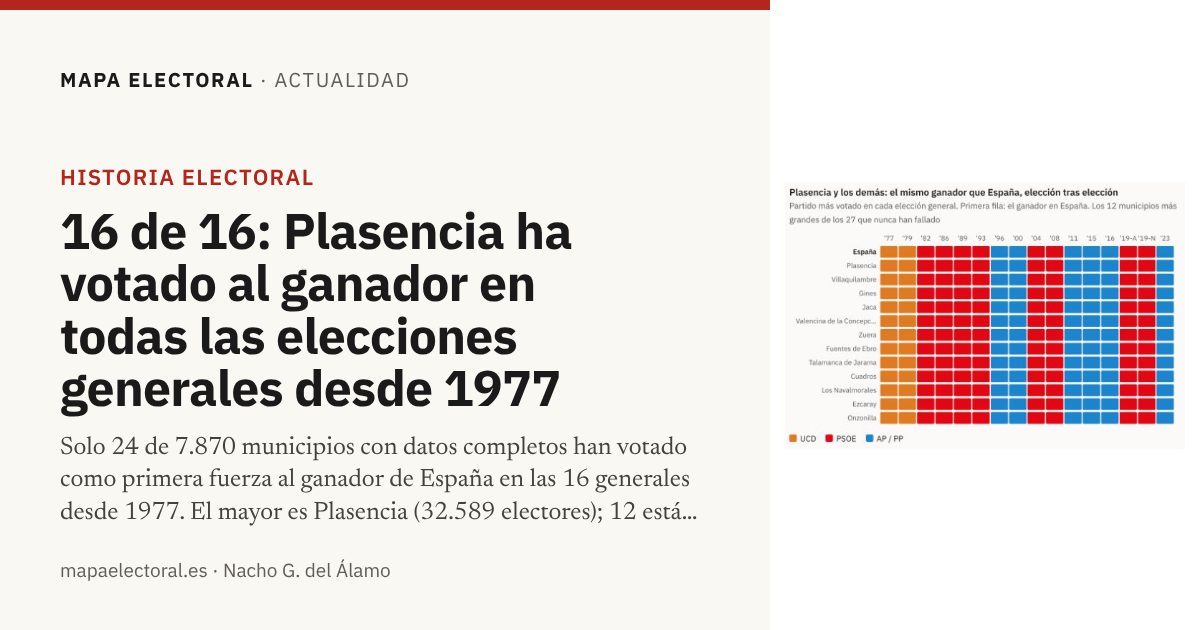 MAPA ELECTORAL · ACTUALIDAD
HISTORIA ELECTORAL
16 de 16: Plasencia ha
votado al ganador en
todas las elecciones
generales desde 1977
Solo 24 de 7.870 municipios con datos completos han votado
como primera fuerza al ganador de España en las 16 generales
desde 1977. El mayor es Plasencia (32.589 electores); 12 está...
mapaelectoral.es · Nacho G. del Álamo
Plasencia y los demás: el mismo ganador que España, elección tras elección
Partido más votado en cada elección general. Primera fila: el ganador en España. Los 12 municipios más
grandes de los 27 que nunca han fallado
'77 '79 '82 '86 '89 '93 '96 '00 '04 '08 '11 '15 '16 '19-A '19-N '23
España
Plasencia
Villaquilambre
Gines
Jaca
Valencina de la Concepc...
Zuera
Fuentes de Ebro
Talamanca de Jarama
Cuadros
Los Navalmorales
Ezcaray
Onzonilla
UCD PSOE AP / PP